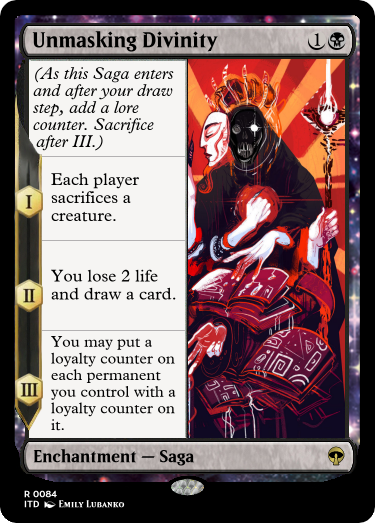 Unmasking Divinity 1
(As this Saga enters
and after your draw
step, add a lore
counter. Sacrifice
after III.)
I
Each player
sacrifices a
creature.
II
You lose 2 life
and draw a card.
III
You may put a
loyalty counter on
each permanent
you control with a
loyalty counter on
it.
Enchantment — Saga
R 0084
ITD EMILY LUBANKO